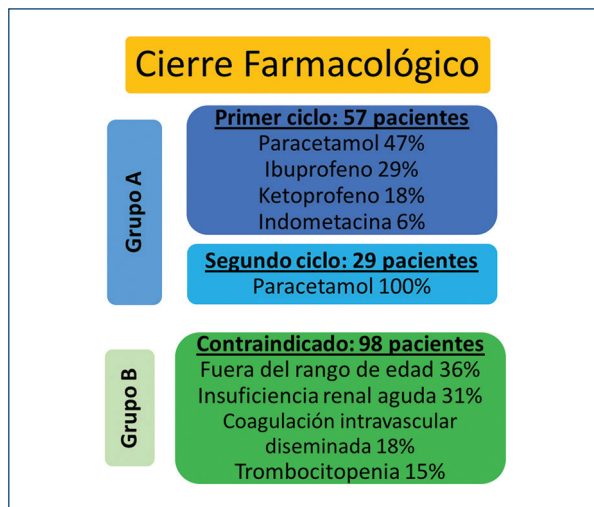 Cierre Farmacológico
Grupo A
Primer ciclo: 57 pacientes
Paracetamol 47%
Ibuprofeno 29%
Ketoprofeno 18%
Indometacina 6%
Segundo ciclo: 29 pacientes
Paracetamol 100%
Grupo B
Contraindicado: 98 pacientes
Fuera del rango de edad 36%
Insuficiencia renal aguda 31%
Coagulación intravascular
diseminada 18%
Trombocitopenia 15%